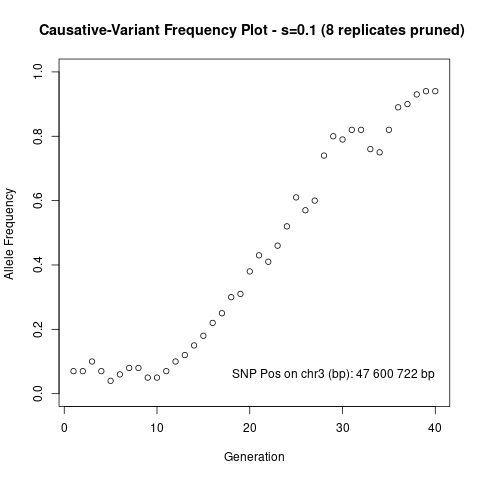 Causative-Variant Frequency Plot - s=0.1 (8 replicates pruned)
1.0
0.8
0.6
0.4
0.2
0.0
Allele Frequency
SNP Pos on chr3 (bp): 47 600 722 bp
0 10 20 30 40
Generation